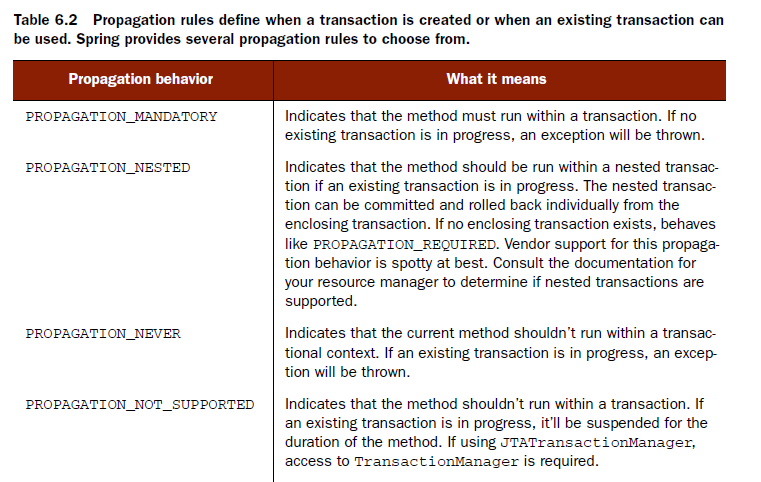 Table 6.2 Propagation rules define when a transaction is created or when an existing transaction can
be used. Spring provides several propagation rules to choose from.
Propagation behavior What it means
PROPAGATION_MANDATORY Indicates that the method must run within a transaction. If no
existing transaction is in progress, an exception will be thrown.
PROPAGATION_NESTED Indicates that the method should be run within a nested transac-
tion if an existing transaction is in progress. The nested transac-
tion can be committed and rolled back individually from the
enclosing transaction. If no enclosing transaction exists, behaves
like PROPAGATION_REQUIRED. Vendor support for this propaga-
tion behavior is spotty at best. Consult the documentation for
your resource manager to determine if nested transactions are
supported.
PROPAGATION_NEVER Indicates that the current method shouldn't run within a transac-
tional context. If an existing transaction is in progress, an excep-
tion will be thrown.
PROPAGATION_NOT_SUPPORTED Indicates that the method shouldn't run within a transaction. If
an existing transaction is in progress, it'll be suspended for the
duration of the method. If using JTATransactionManager,
access to TransactionManager is required.